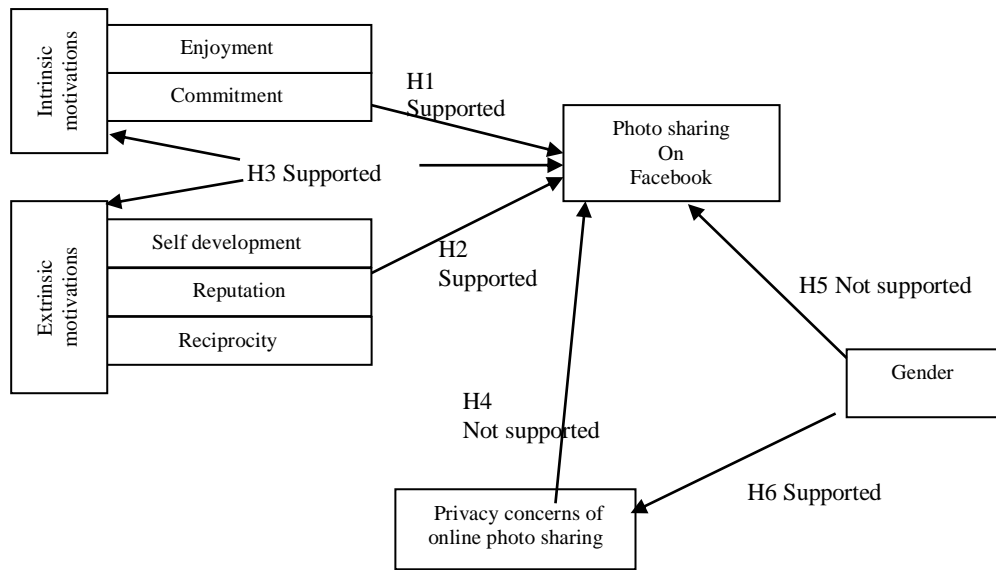 Intrinsic
motivations
Enjoyment
Commitment
H1
Supported
Photo sharing
On
Facebook
H3 Supported
Extrinsic
motivations
Self development
Reputation
Reciprocity
H2
Supported
H5 Not supported
Gender
H4
Not supported
H6 Supported
Privacy concerns of
online photo sharing